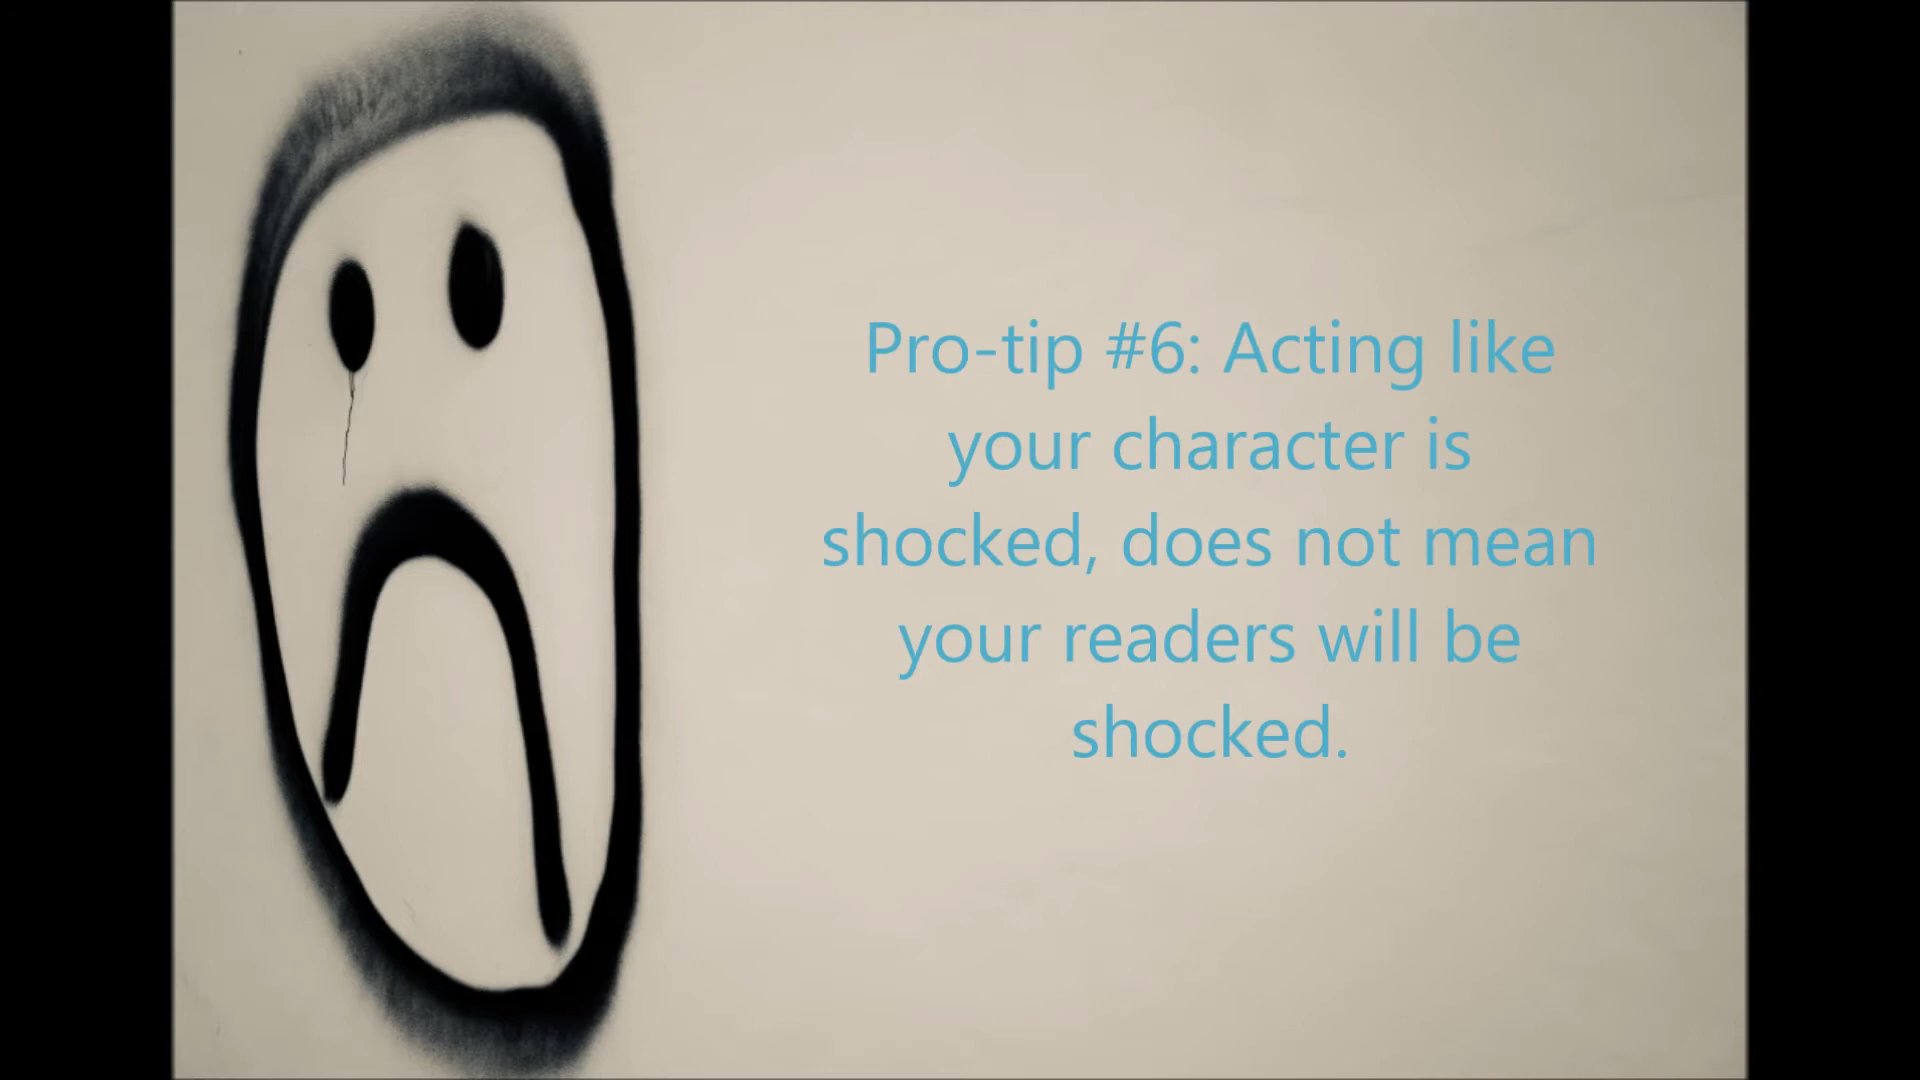 Pro-tip #6: Acting like
your character is
shocked, does not mean
your readers will be
shocked.